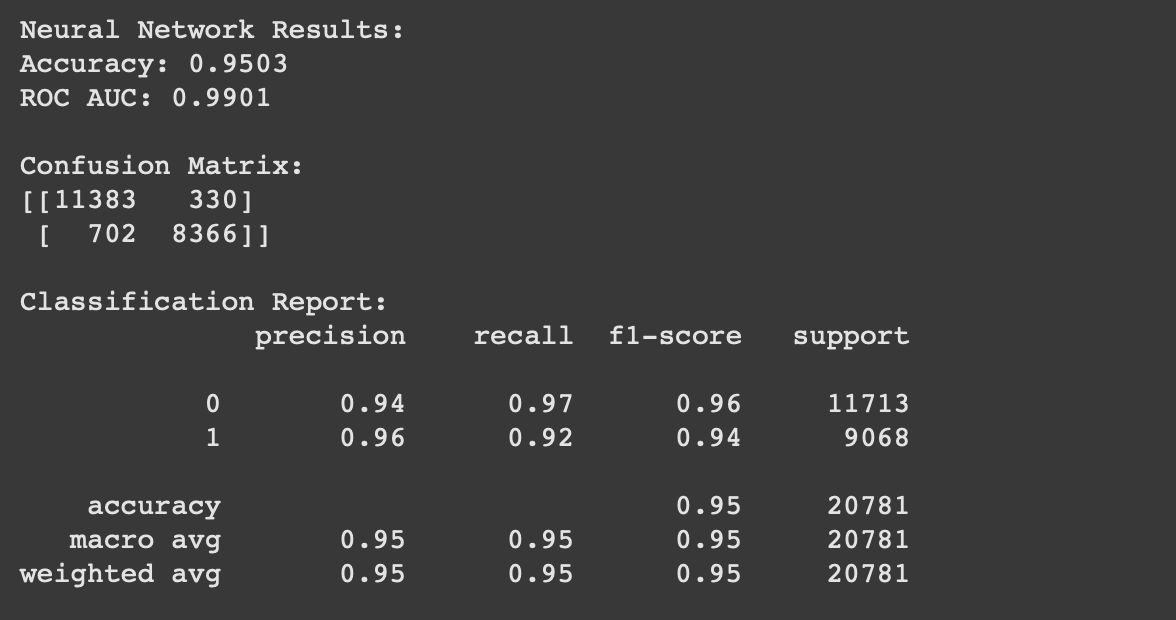 Neural Network Results:
Accuracy: 0.9503
ROC AUC: 0.9901
Confusion Matrix:
[[11383   330]
 [  702  8366]]
Classification Report:
              precision    recall  f1-score   support
           0       0.94      0.97      0.96     11713
           1       0.96      0.92      0.94      9068
    accuracy                           0.95     20781
   macro avg       0.95      0.95      0.95     20781
weighted avg       0.95      0.95      0.95     20781